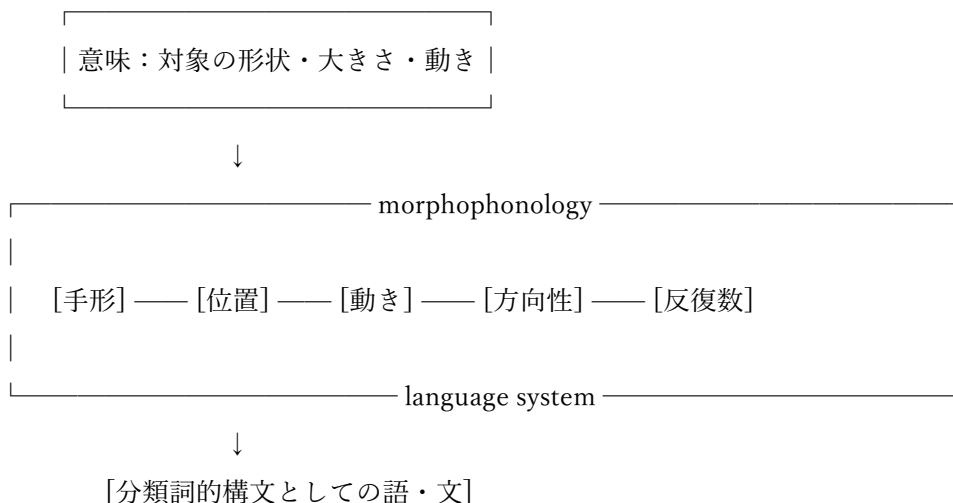 意味：対象の形状・大きさ・動き
↓
morphophonology
[手形] —— [位置] —— [動き] —— [方向性] —— [反復数]
language system
↓
[分類詞的構文としての語・文]